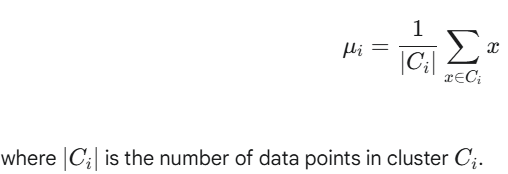 μ_i = \frac{1}{|C_i|} \sum_{x \in C_i} x
where |C_i| is the number of data points in cluster C_i.